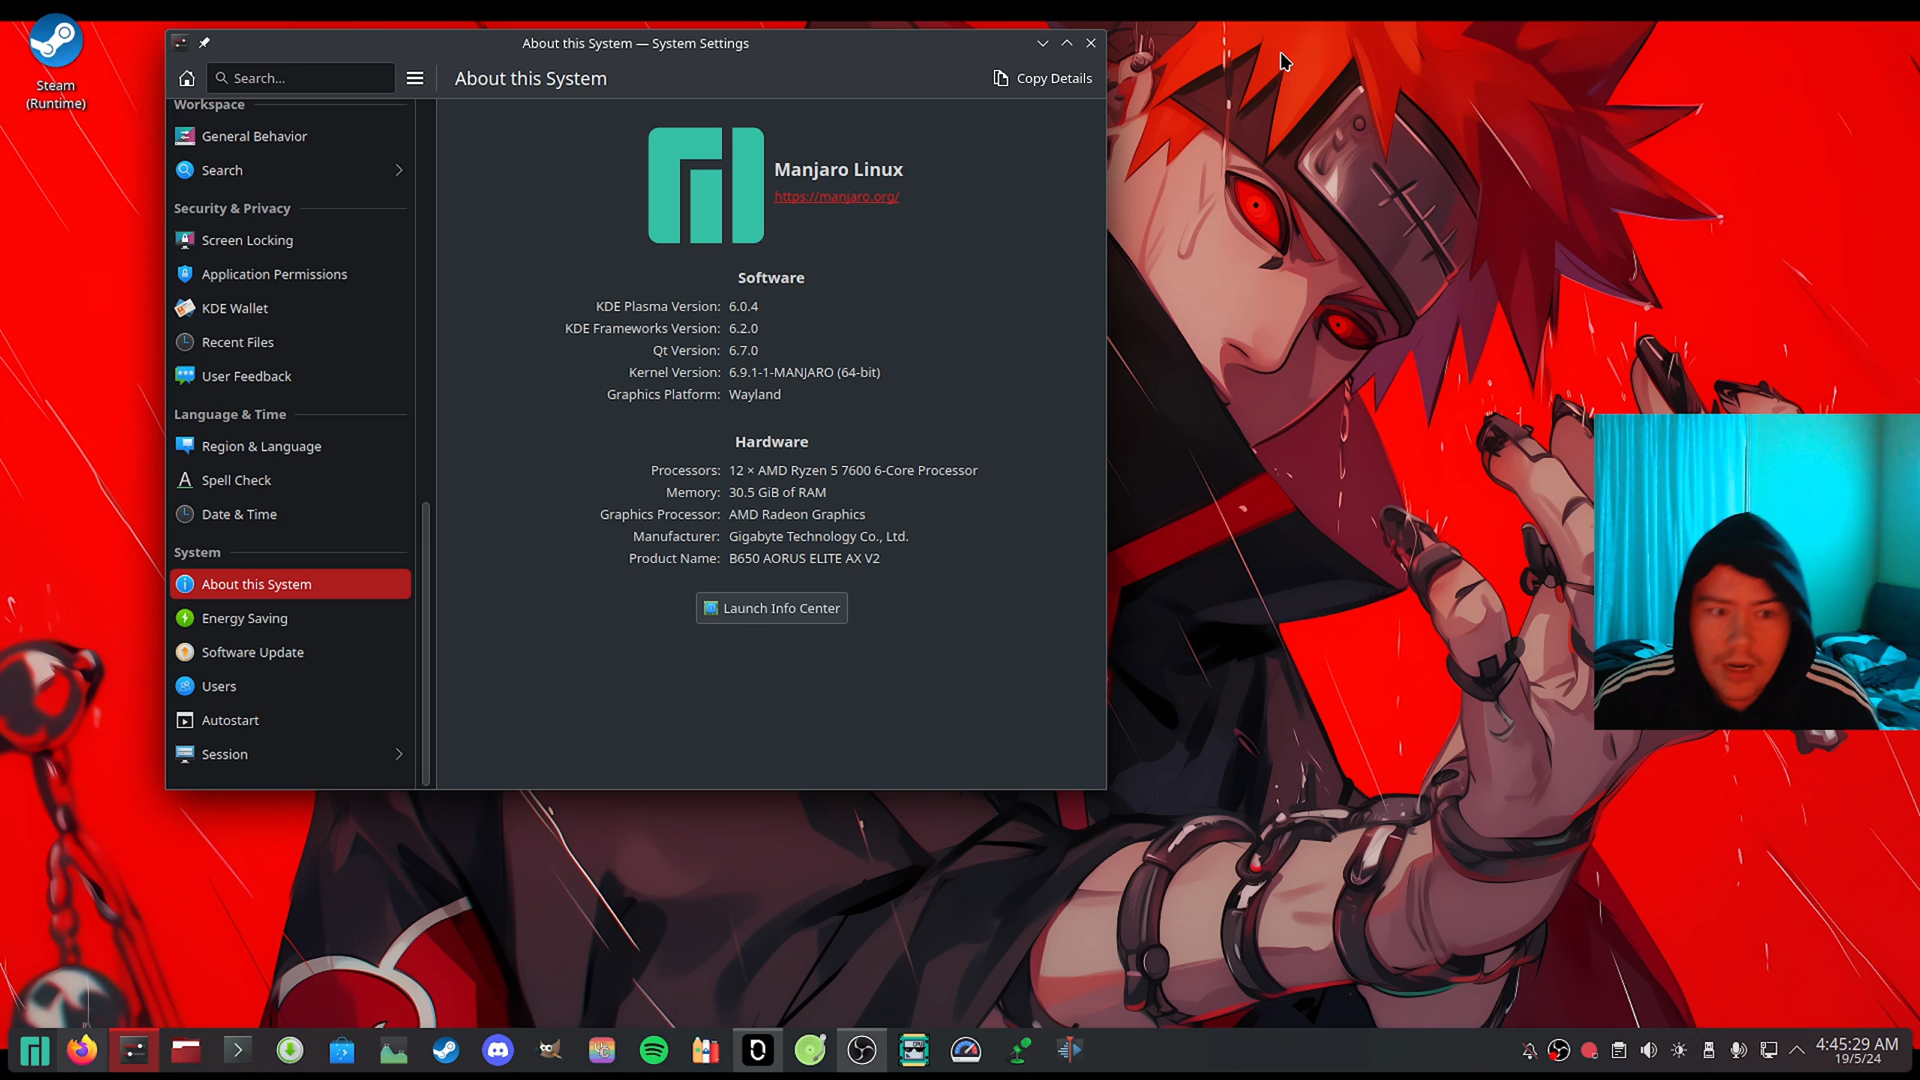 Steam
(Runtime)
About this System — System Settings
Search...
About this System
Copy Details
Workspace
General Behavior
Search
Security & Privacy
Screen Locking
Application Permissions
KDE Wallet
Recent Files
User Feedback
Language & Time
Region & Language
Spell Check
Date & Time
System
About this System
Energy Saving
Software Update
Users
Autostart
Session
Manjaro Linux
https://manjaro.org/
Software
KDE Plasma Version: 6.0.4
KDE Frameworks Version: 6.2.0
Qt Version: 6.7.0
Kernel Version: 6.9.1-1-MANJARO (64-bit)
Graphics Platform: Wayland
Hardware
Processors: 12 × AMD Ryzen 5 7600 6-Core Processor
Memory: 30.5 GiB of RAM
Graphics Processor: AMD Radeon Graphics
Manufacturer: Gigabyte Technology Co., Ltd.
Product Name: B650 AORUS ELITE AX V2
Launch Info Center
4:45:29 AM
19/5/24